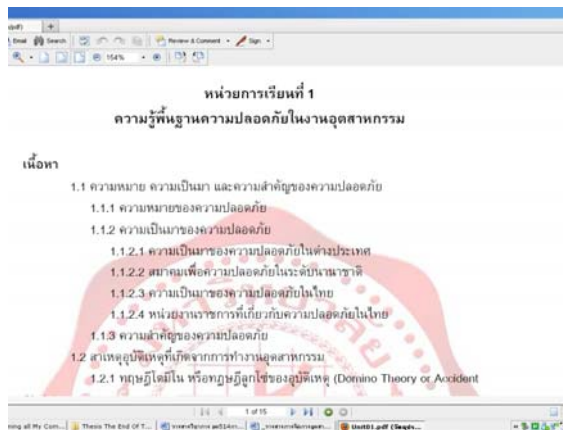 Email Search Review & Comment Sign
154%
หน่วยการเรียนที่ 1
ความรู้พื้นฐานความปลอดภัยในงานอุตสาหกรรม
เนื้อหา
1.1 ความหมาย ความเป็นมา และความสำคัญของความปลอดภัย
1.1.1 ความหมายของความปลอดภัย
1.1.2 ความเป็นมาของความปลอดภัย
1.1.2.1 ความเป็นมาของความปลอดภัยในต่างประเทศ
1.1.2.2 สมาคมเพื่อความปลอดภัยในระดับนานาชาติ
1.1.2.3 ความเป็นมาของความปลอดภัยในไทย
1.1.2.4 หน่วยงานราชการที่เกี่ยวกับความปลอดภัยในไทย
1.1.3 ความสำคัญของความปลอดภัย
1.2 สาเหตุอุบัติเหตุที่เกิดจากการทำงานอุตสาหกรรม
1.2.1 ทฤษฎีโดมิโน หรือทฤษฎีลูกโซ่ของอุบัติเหตุ (Domino Theory or Accident
1 of 15
ning all My Com... Thesis The End Of T... Unit01.pdf